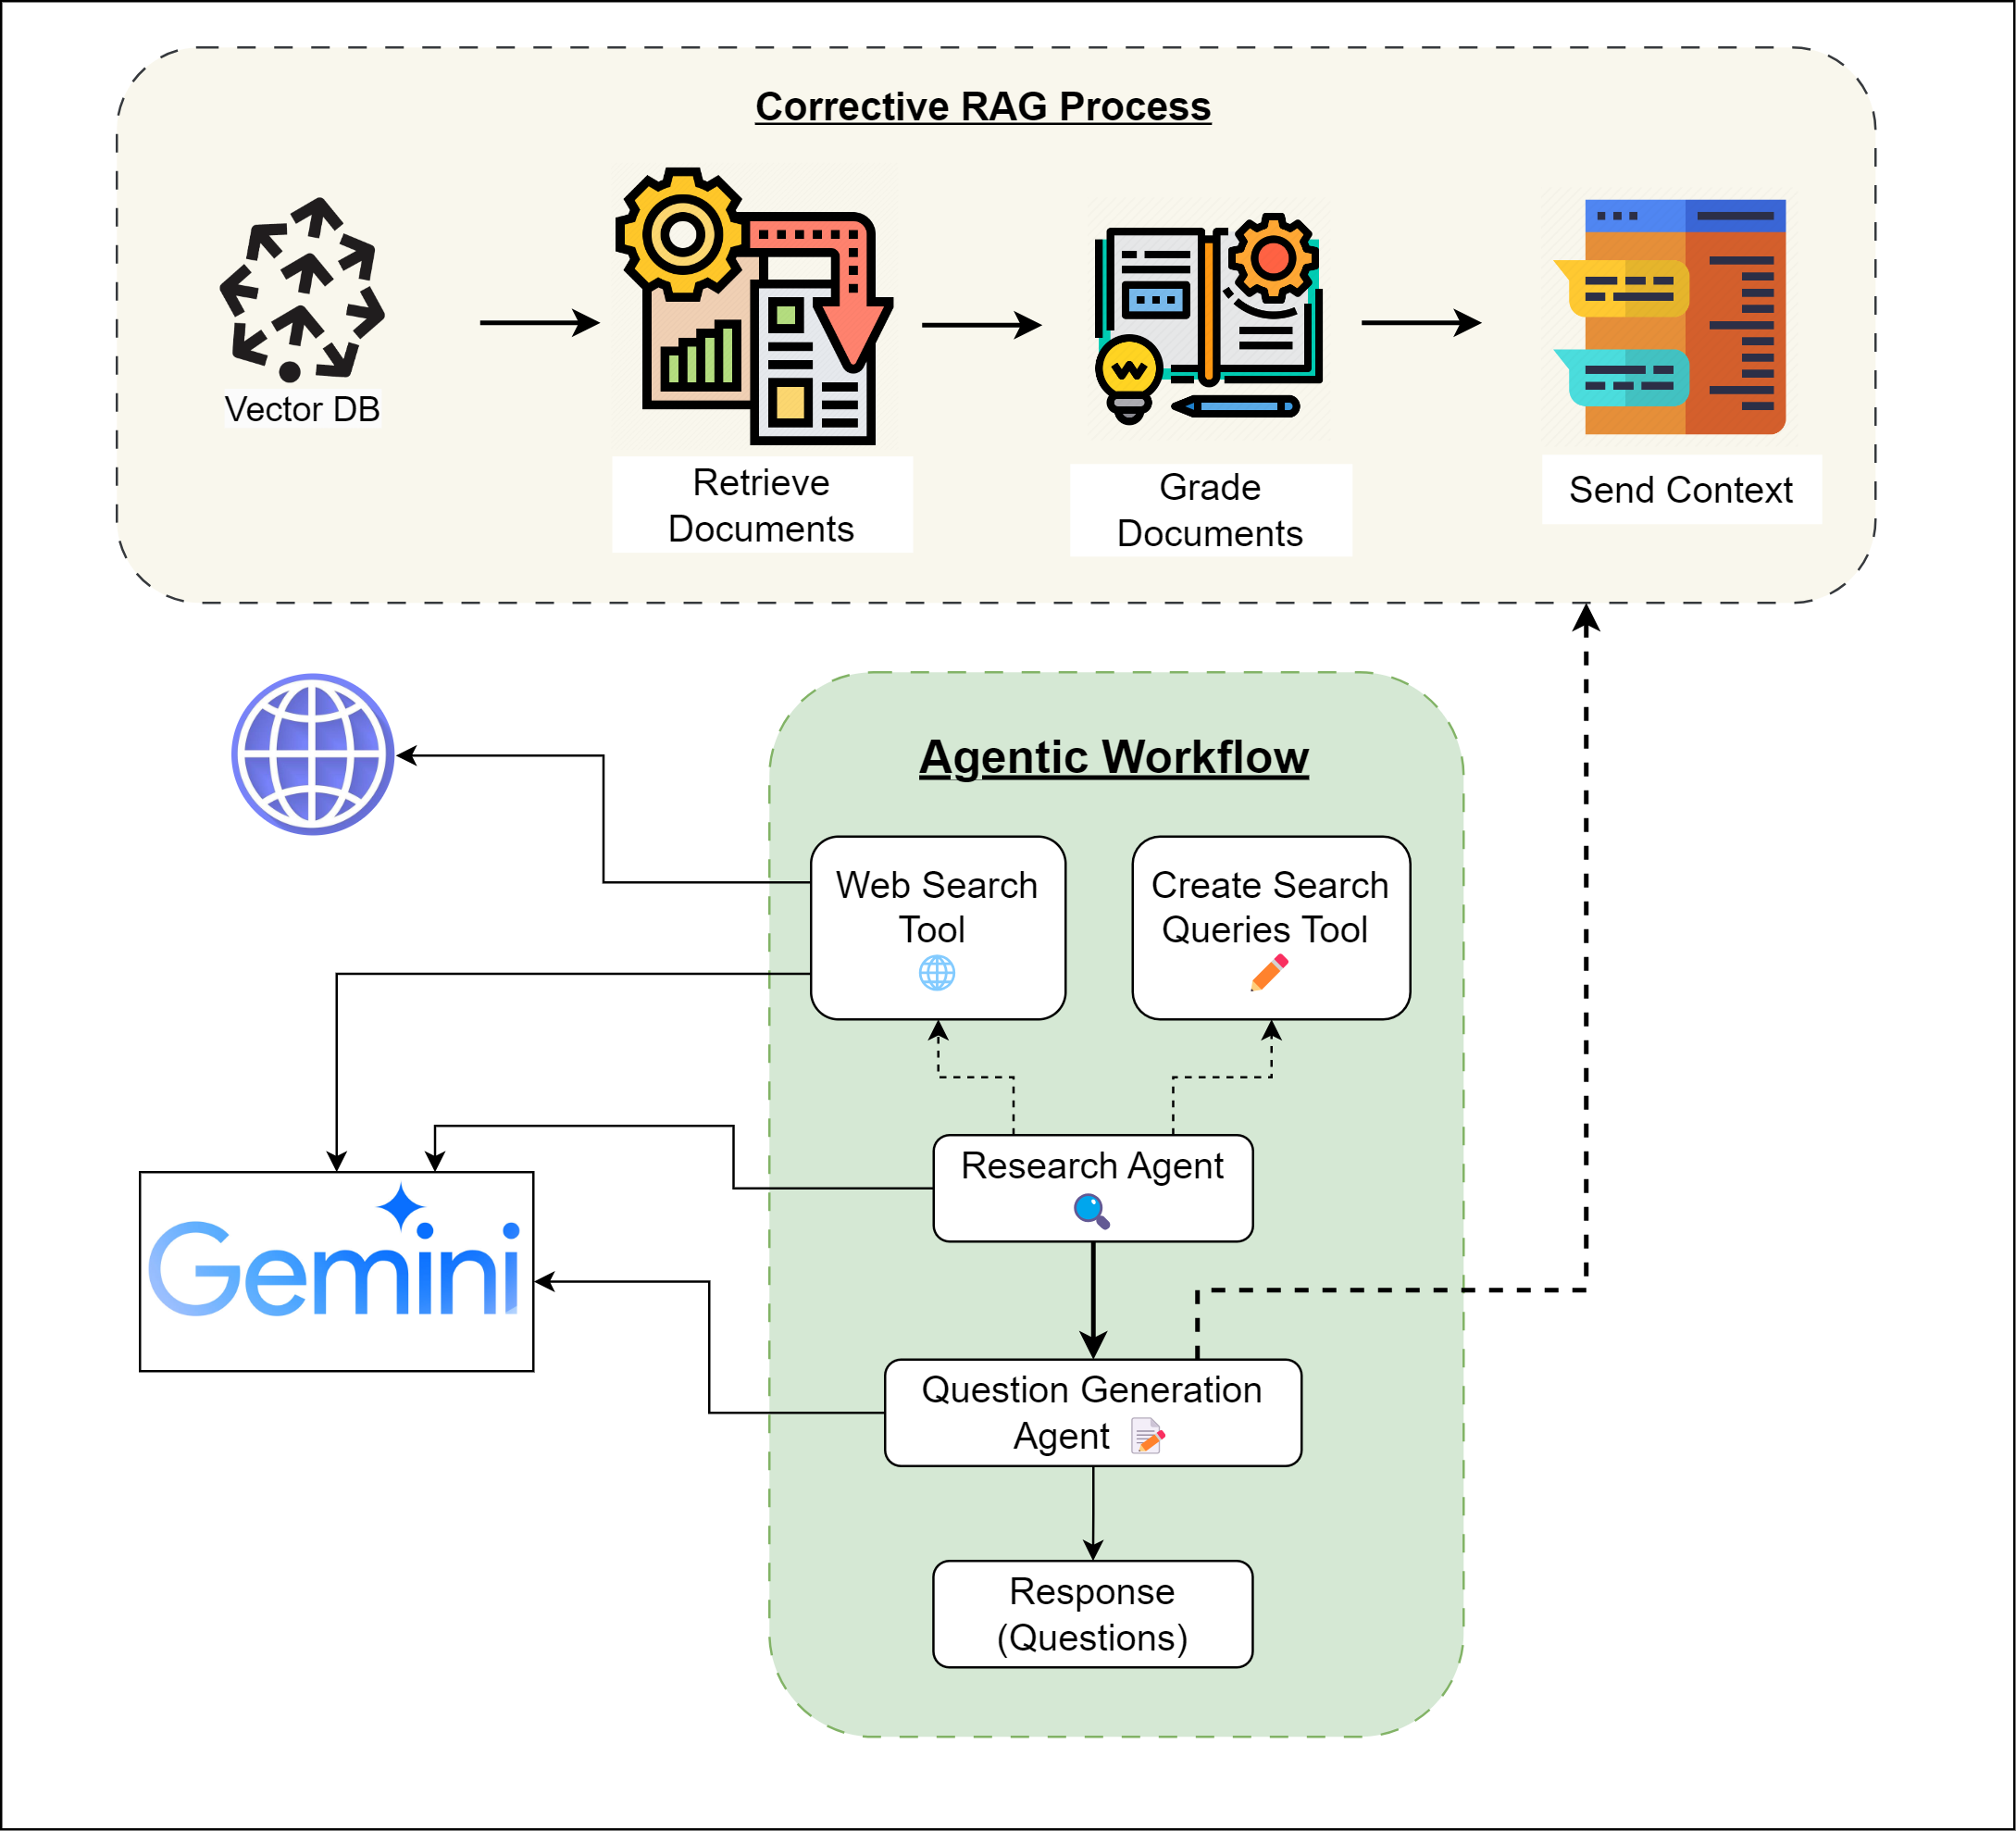 Corrective RAG Process
Vector DB
Retrieve
Documents
Grade
Documents
Send Context
Agentic Workflow
Web Search
Tool
Create Search
Queries Tool
Research Agent
Gemini
Question Generation
Agent
Response
(Questions)